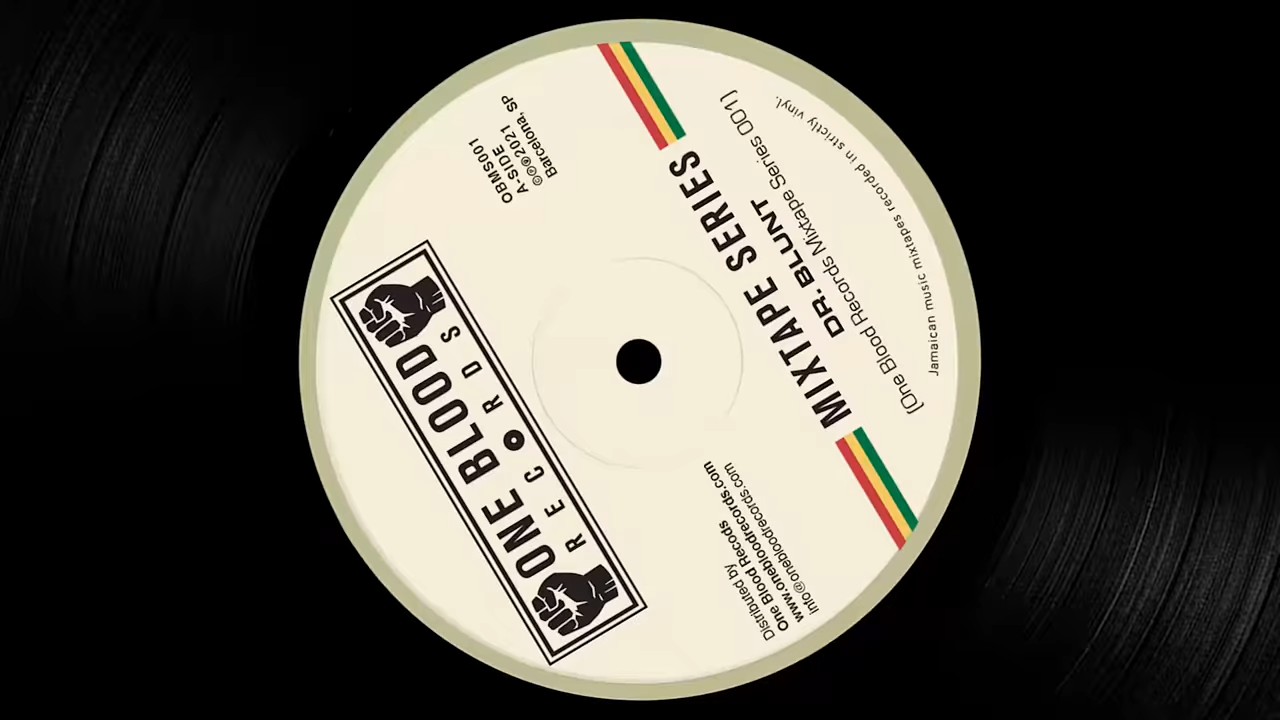 ONE BLOOD
RECORDS
OBMS001
A-SIDE
©℗®2021
Barcelona, SP
Distributed by
One Blood Records
www.onebloodrecords.com
info@onebloodrecords.com
MIXTAPE SERIES
DR. BLUNT
(One Blood Records Mixtape Series 001)
Jamaican music mixtapes recorded in strictly vinyl.